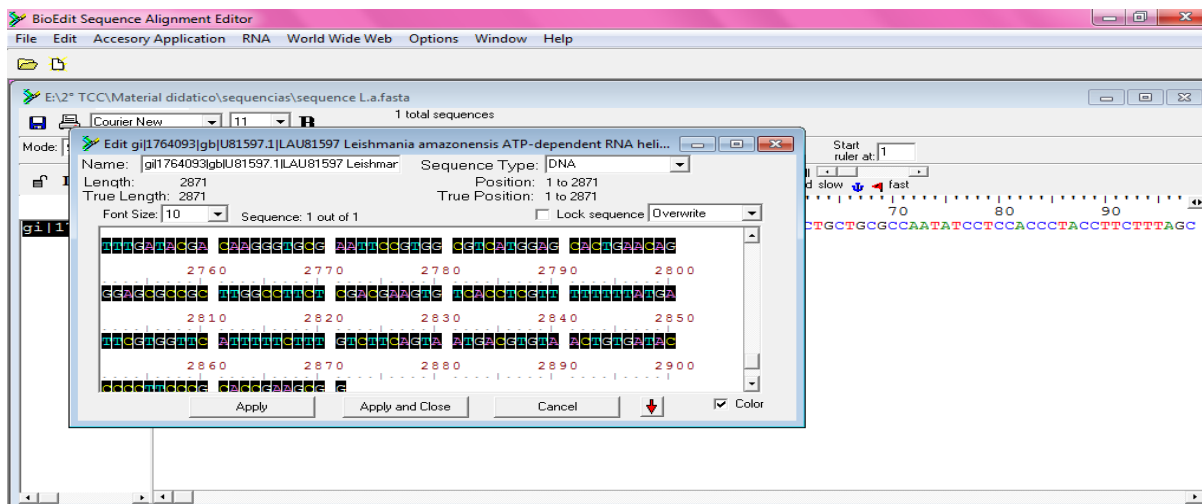 BioEdit Sequence Alignment Editor
File Edit Accesory Application RNA World Wide Web Options Window Help
E:\2° TCC\Material didatico\sequencias\sequence L.a.fasta
Courier New 11 B 1 total sequences
Mode:
Edit gi|1764093|gb|U81597.1|LAU81597 Leishmania amazonensis ATP-dependent RNA heli...
Name: gi|1764093|gb|U81597.1|LAU81597 Leishmar Sequence Type: DNA
Start ruler at: 1
Length: 2871 Position: 1 to 2871
True Length: 2871 True Position: 1 to 2871
d slow fast
Font Size: 10 Sequence: 1 out of 1 Lock sequence Overwrite
70 80 90
gi|1 CTGCTGCGCCAATATCCTCCACCCTACCTTCTTTAGC
TTTGATACGA CAAGGGTGCG AATTCCGTGG CGTCATGGAG CACTGAACAG
2760 2770 2780 2790 2800
GGAGCGCCGC TTGGCCTTCT CGACGAAGTG TCACCTCGTT TTTTTTATGA
2810 2820 2830 2840 2850
TTCGTGGTTC ATTTTTCTTT GTCTTCAGTA ATGACGTGTA ACTGTGATAC
2860 2870 2880 2890 2900
CCCCTTCCCG CACCGAAGCG G
Apply Apply and Close Cancel Color